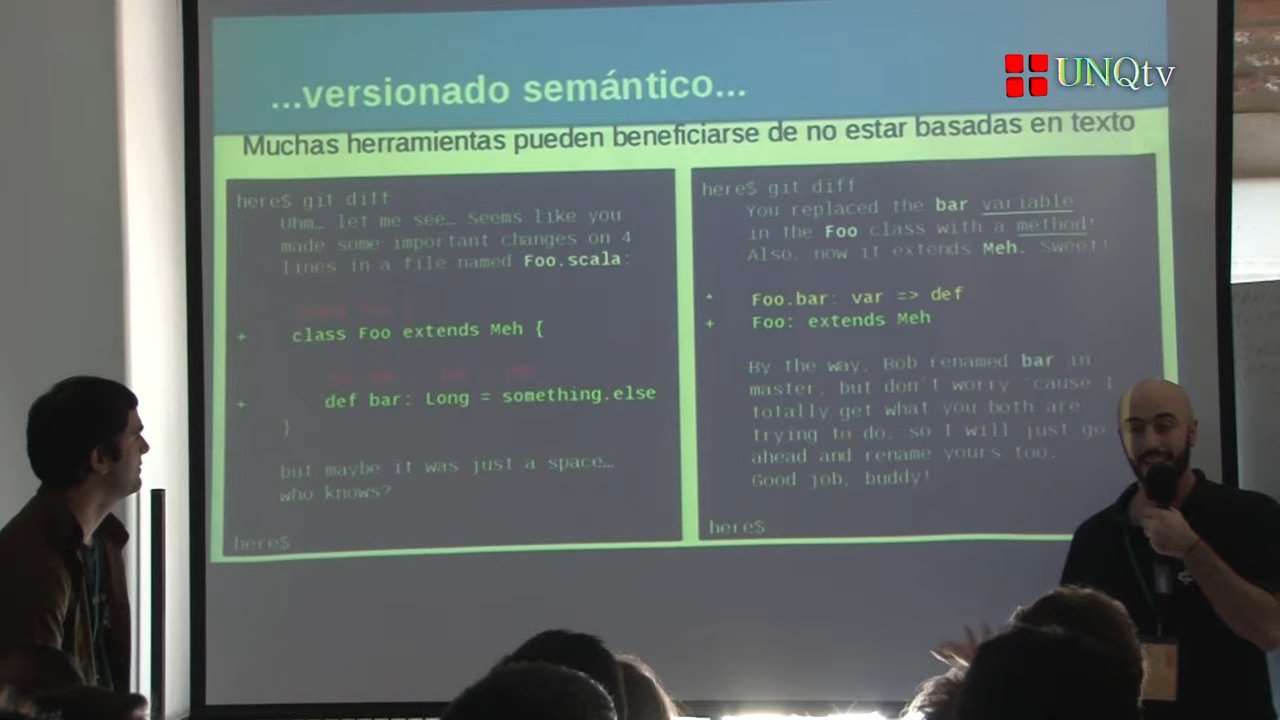 ...versionado semántico...
UNQtv
Muchas herramientas pueden beneficiarse de no estar basadas en texto
here$ git diff
Uhm… let me see… Seems like you
made some important changes on 4
lines in a file named Foo.scala:
+ class Foo extends Meh {
+ def bar: Long = something.else
}
but maybe it was just a space…
who knows?
here$
here$ git diff
You replaced the bar variable
in the Foo class with a method!
Also, now it extends Meh. Sweet!
* Foo.bar: var => def
+ Foo: extends Meh
By the way, Bob renamed bar in
master, but don't worry 'cause I
totally get what you both are
trying to do, so I will just go
ahead and rename yours too.
Good job, buddy!
here$